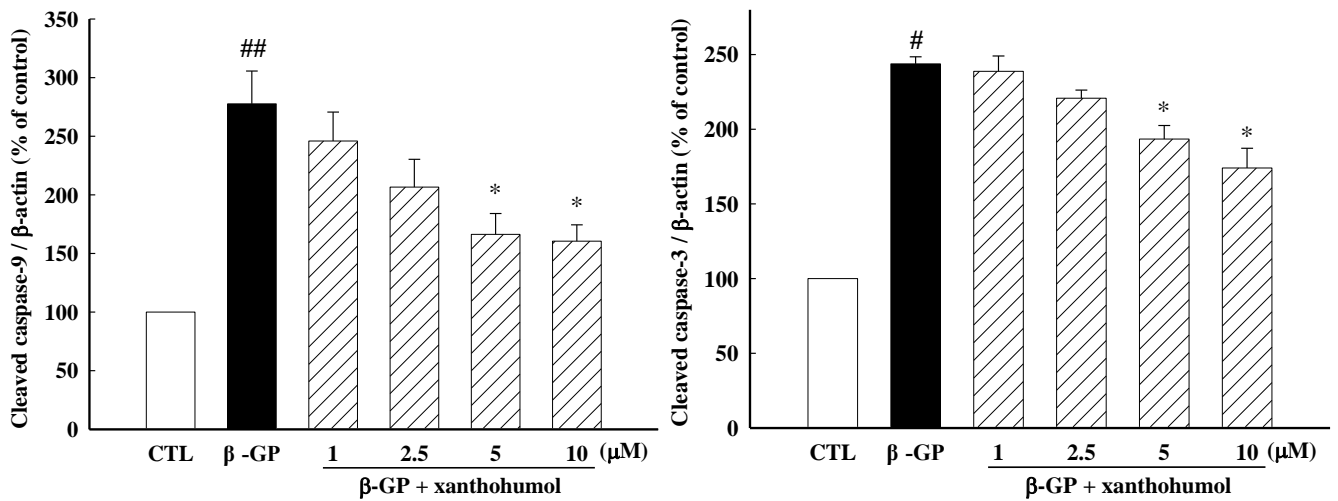 Cleaved caspase-9 / β-actin (% of control)
350
300
250
200
150
100
50
0
##
*
*
CTL
β -GP
1
2.5
5
10
(μM)
β-GP + xanthohumol
Cleaved caspase-3 / β-actin (% of control)
250
200
150
100
50
0
#
*
*
CTL
β -GP
1
2.5
5
10
(μM)
β-GP + xanthohumol